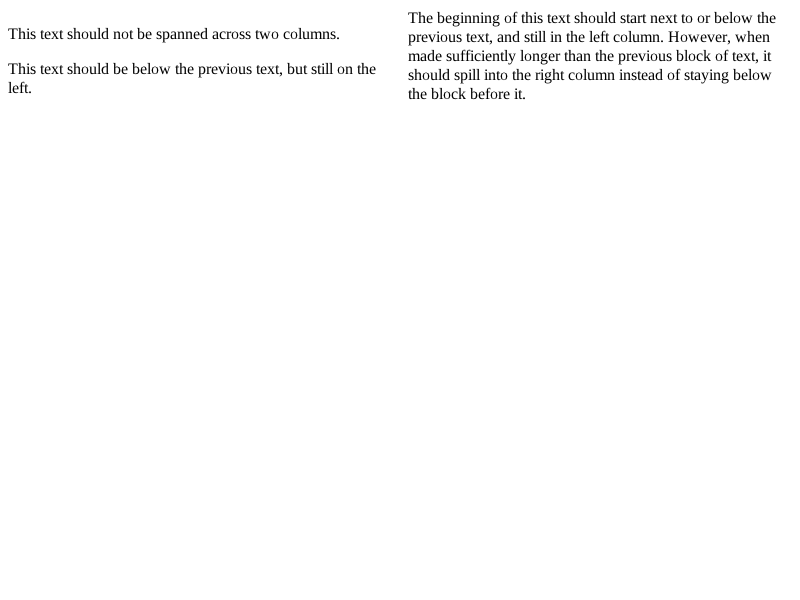 This text should not be spanned across two columns.
This text should be below the previous text, but still on the
left.
The beginning of this text should start next to or below the
previous text, and still in the left column. However, when
made sufficiently longer than the previous block of text, it
should spill into the right column instead of staying below
the block before it.